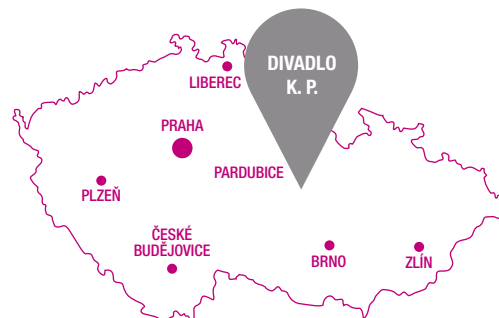 DIVADLO
K. P.
LIBEREC
PRAHA
PARDUBICE
PLZEŇ
ČESKÉ
BUDĚJOVICE
BRNO
ZLÍN